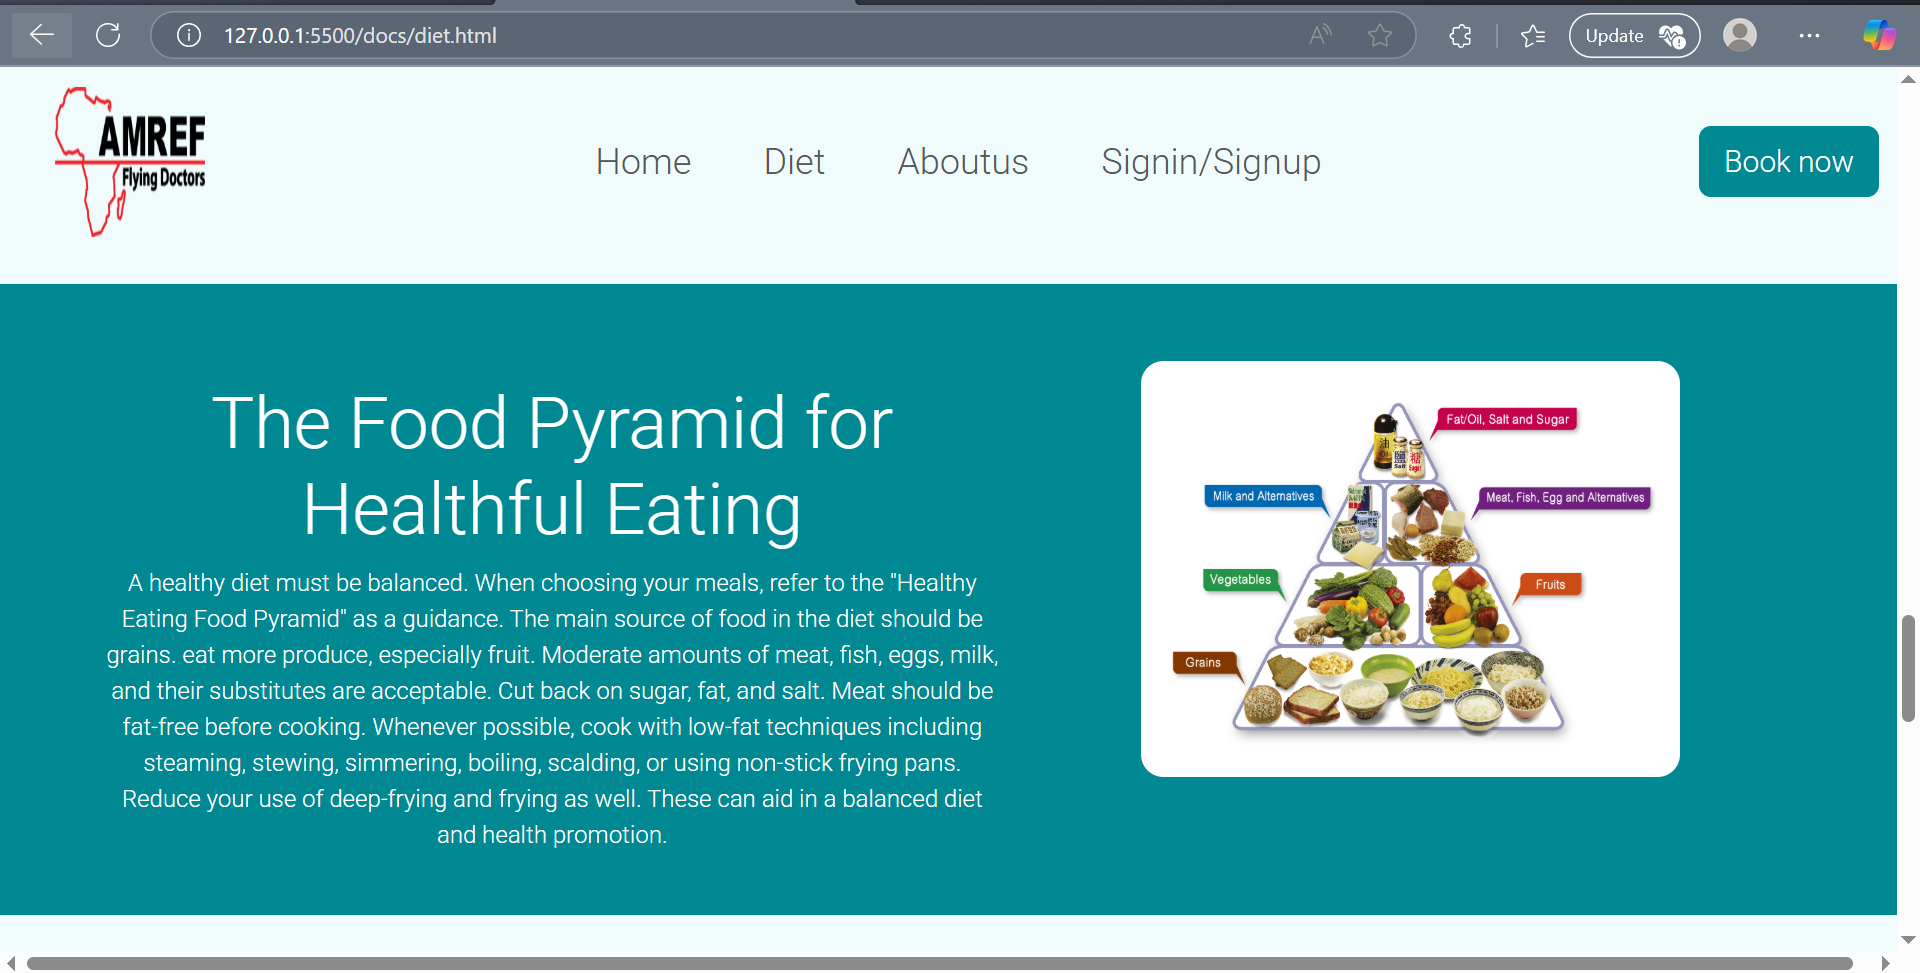 127.0.0.1:5500/docs/diet.html
Update
AMREF
Flying Doctors
Home
Diet
Aboutus
Signin/Signup
Book now
The Food Pyramid for
Healthful Eating
A healthy diet must be balanced. When choosing your meals, refer to the "Healthy
Eating Food Pyramid" as a guidance. The main source of food in the diet should be
grains. eat more produce, especially fruit. Moderate amounts of meat, fish, eggs, milk,
and their substitutes are acceptable. Cut back on sugar, fat, and salt. Meat should be
fat-free before cooking. Whenever possible, cook with low-fat techniques including
steaming, stewing, simmering, boiling, scalding, or using non-stick frying pans.
Reduce your use of deep-frying and frying as well. These can aid in a balanced diet
and health promotion.
Fat/Oil, Salt and Sugar
油
鹽
Salt
糖
Sugar
Milk and Alternatives
Meat, Fish, Egg and Alternatives
Vegetables
Fruits
Grains